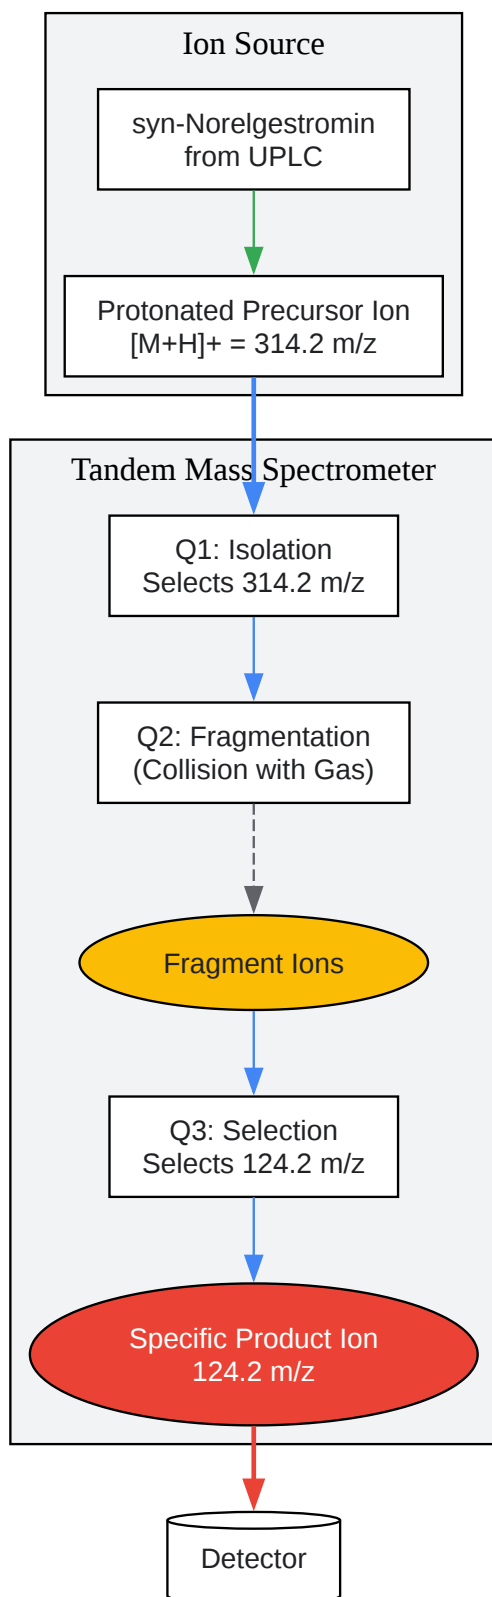 Ion Source
syn-Norelgestromin
from UPLC
Protonated Precursor Ion
[M+H]+ = 314.2 m/z
Tandem Mass Spectrometer
Q1: Isolation
Selects 314.2 m/z
Q2: Fragmentation
(Collision with Gas)
Fragment Ions
Q3: Selection
Selects 124.2 m/z
Specific Product Ion
124.2 m/z
Detector